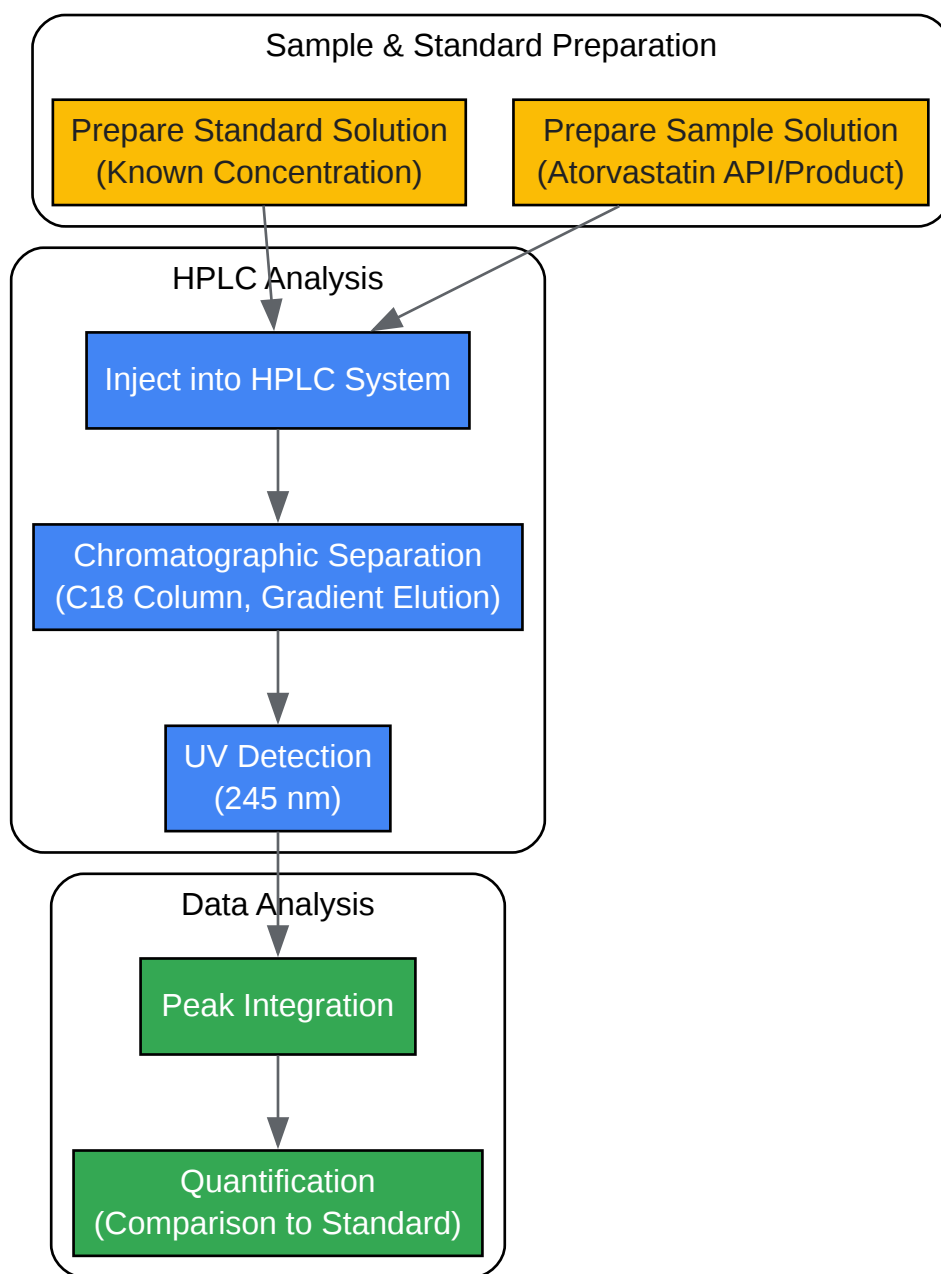 Sample & Standard Preparation
Prepare Standard Solution
(Known Concentration)
Prepare Sample Solution
(Atorvastatin API/Product)
HPLC Analysis
Inject into HPLC System
Chromatographic Separation
(C18 Column, Gradient Elution)
UV Detection
(245 nm)
Data Analysis
Peak Integration
Quantification
(Comparison to Standard)